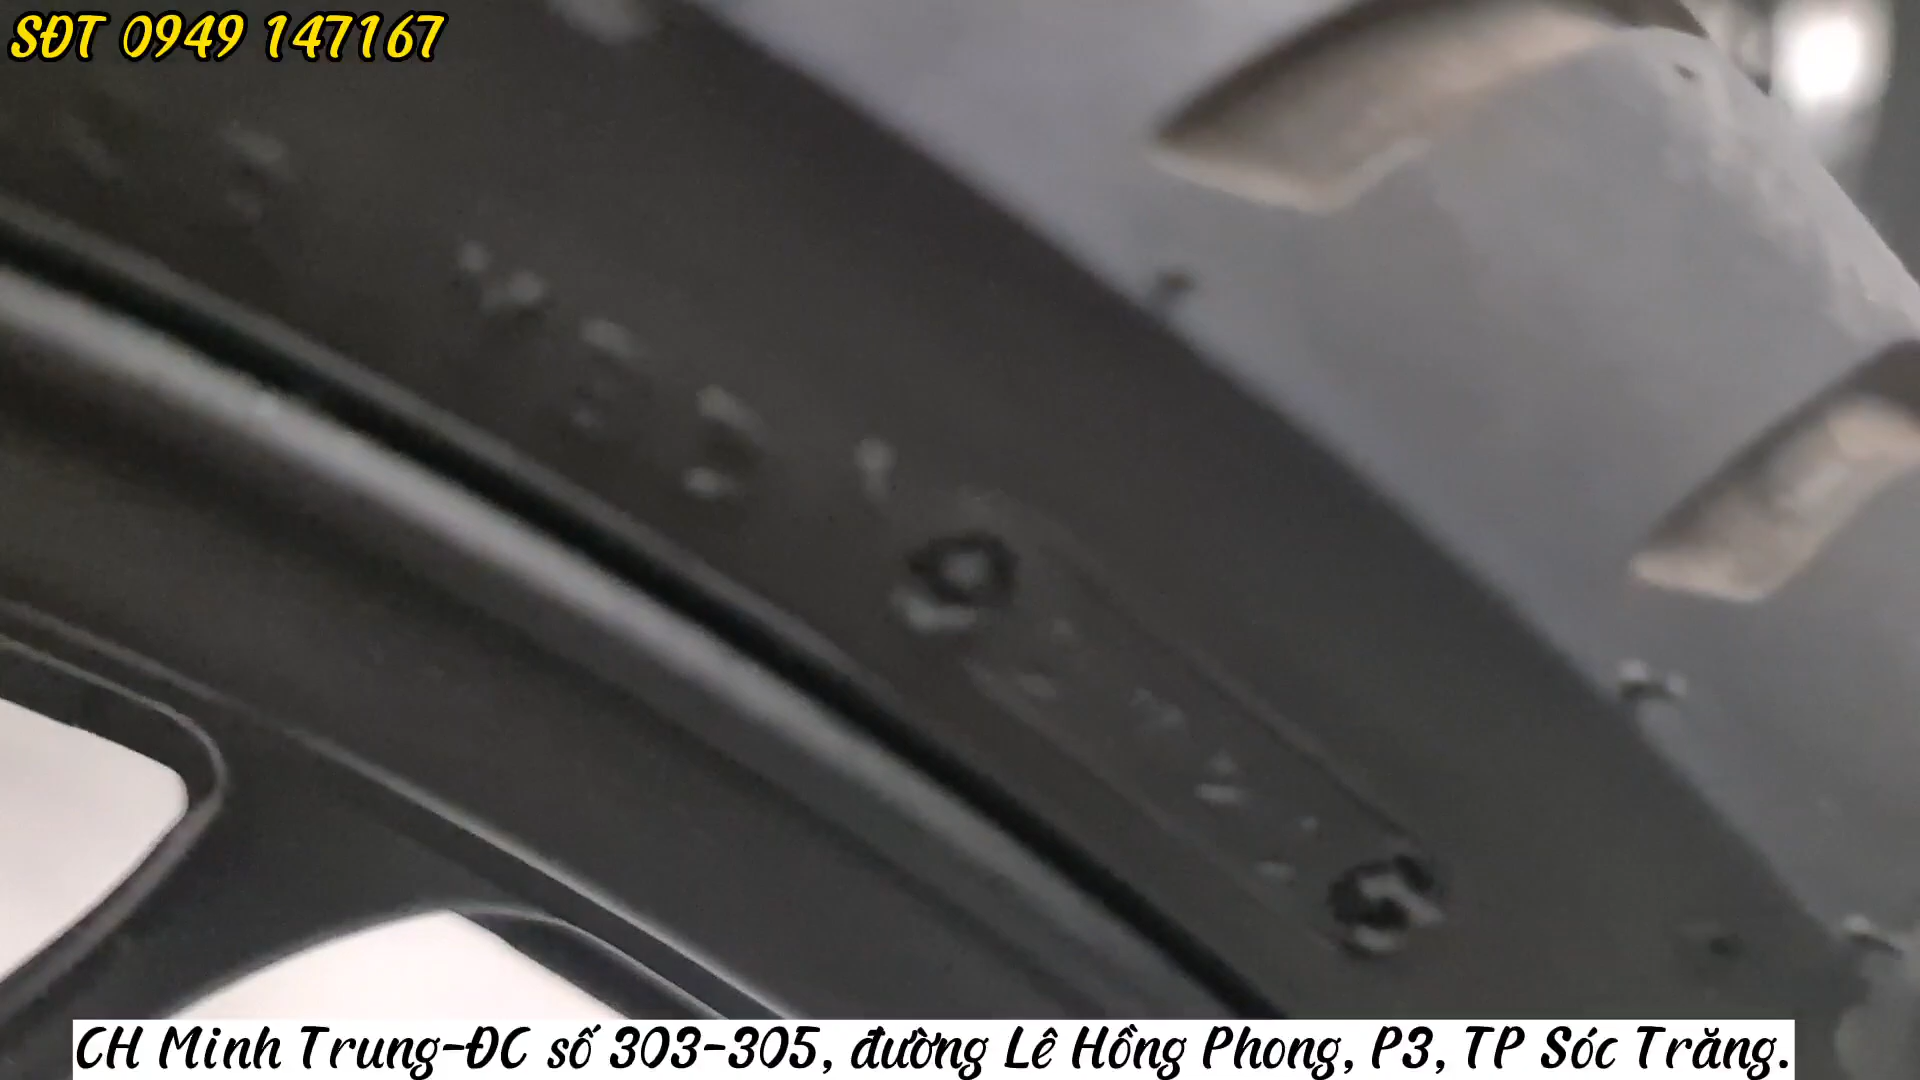 SĐT 0949 147167
CH Minh Trung-ĐC số 303-305, đường Lê Hồng Phong, P3, TP Sóc Trăng.